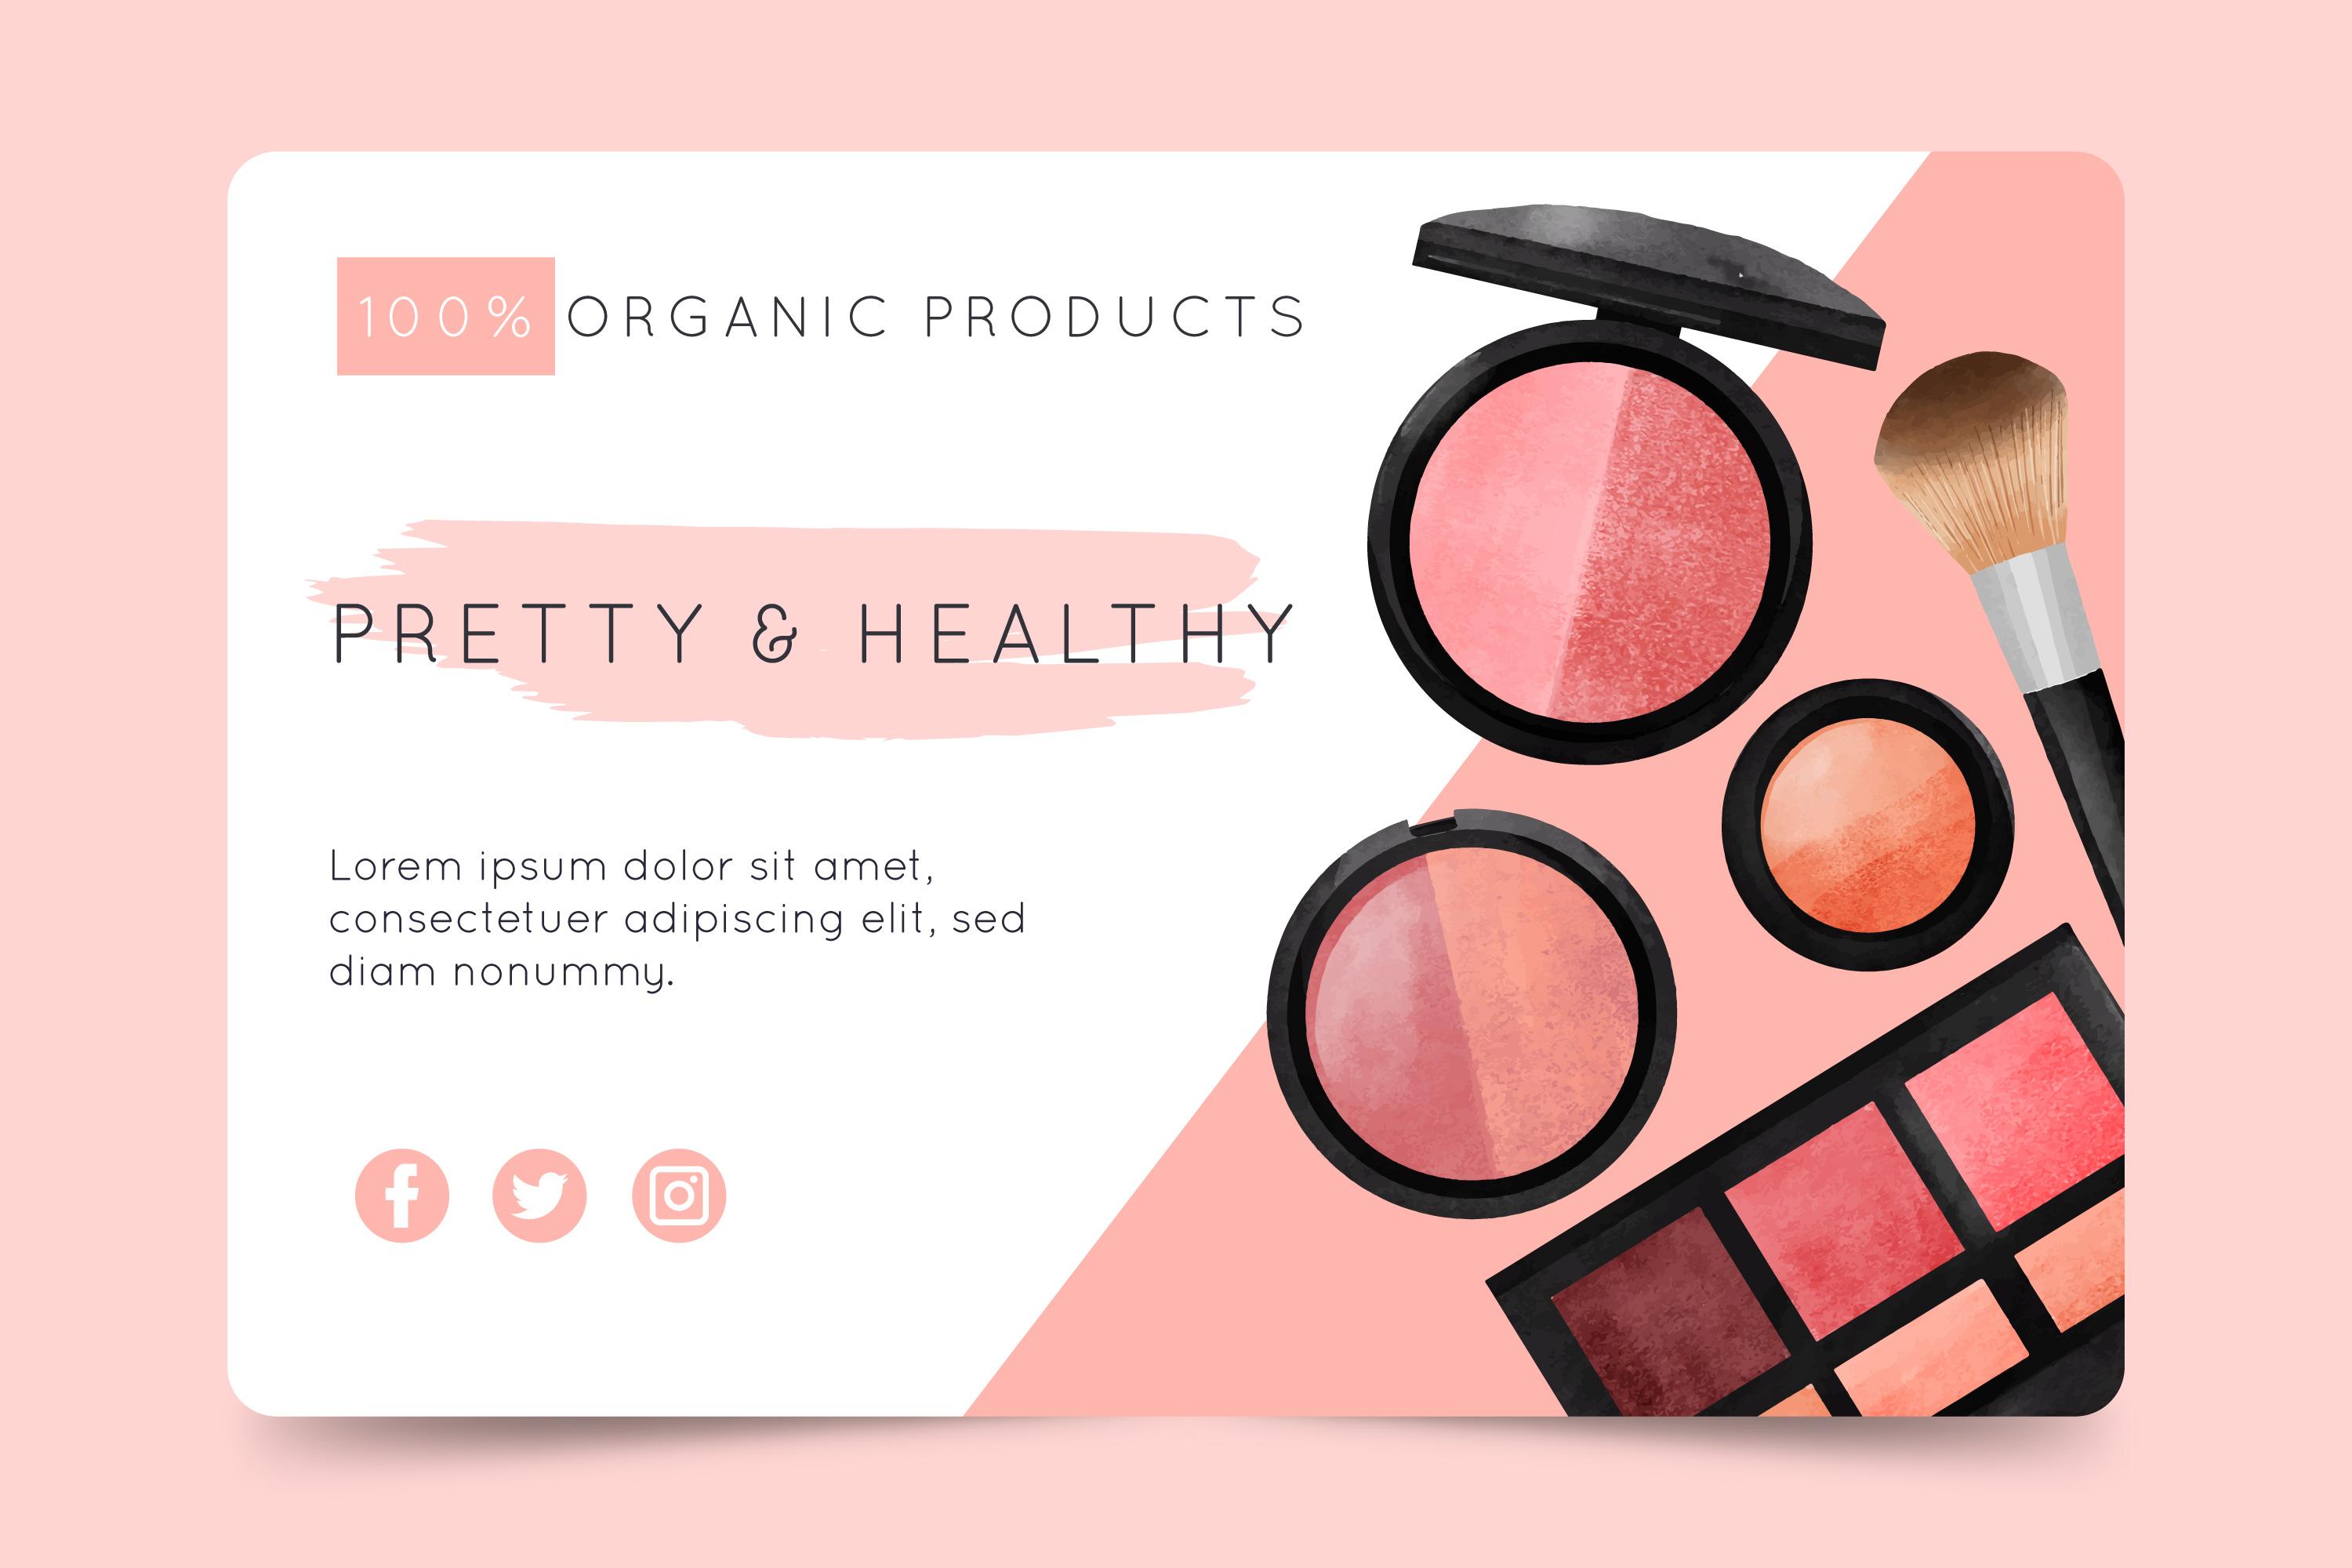 100% ORGANIC PRODUCTS
PRETTY & HEALTHY
Lorem ipsum dolor sit amet,
consectetuer adipiscing elit, sed
diam nonummy.